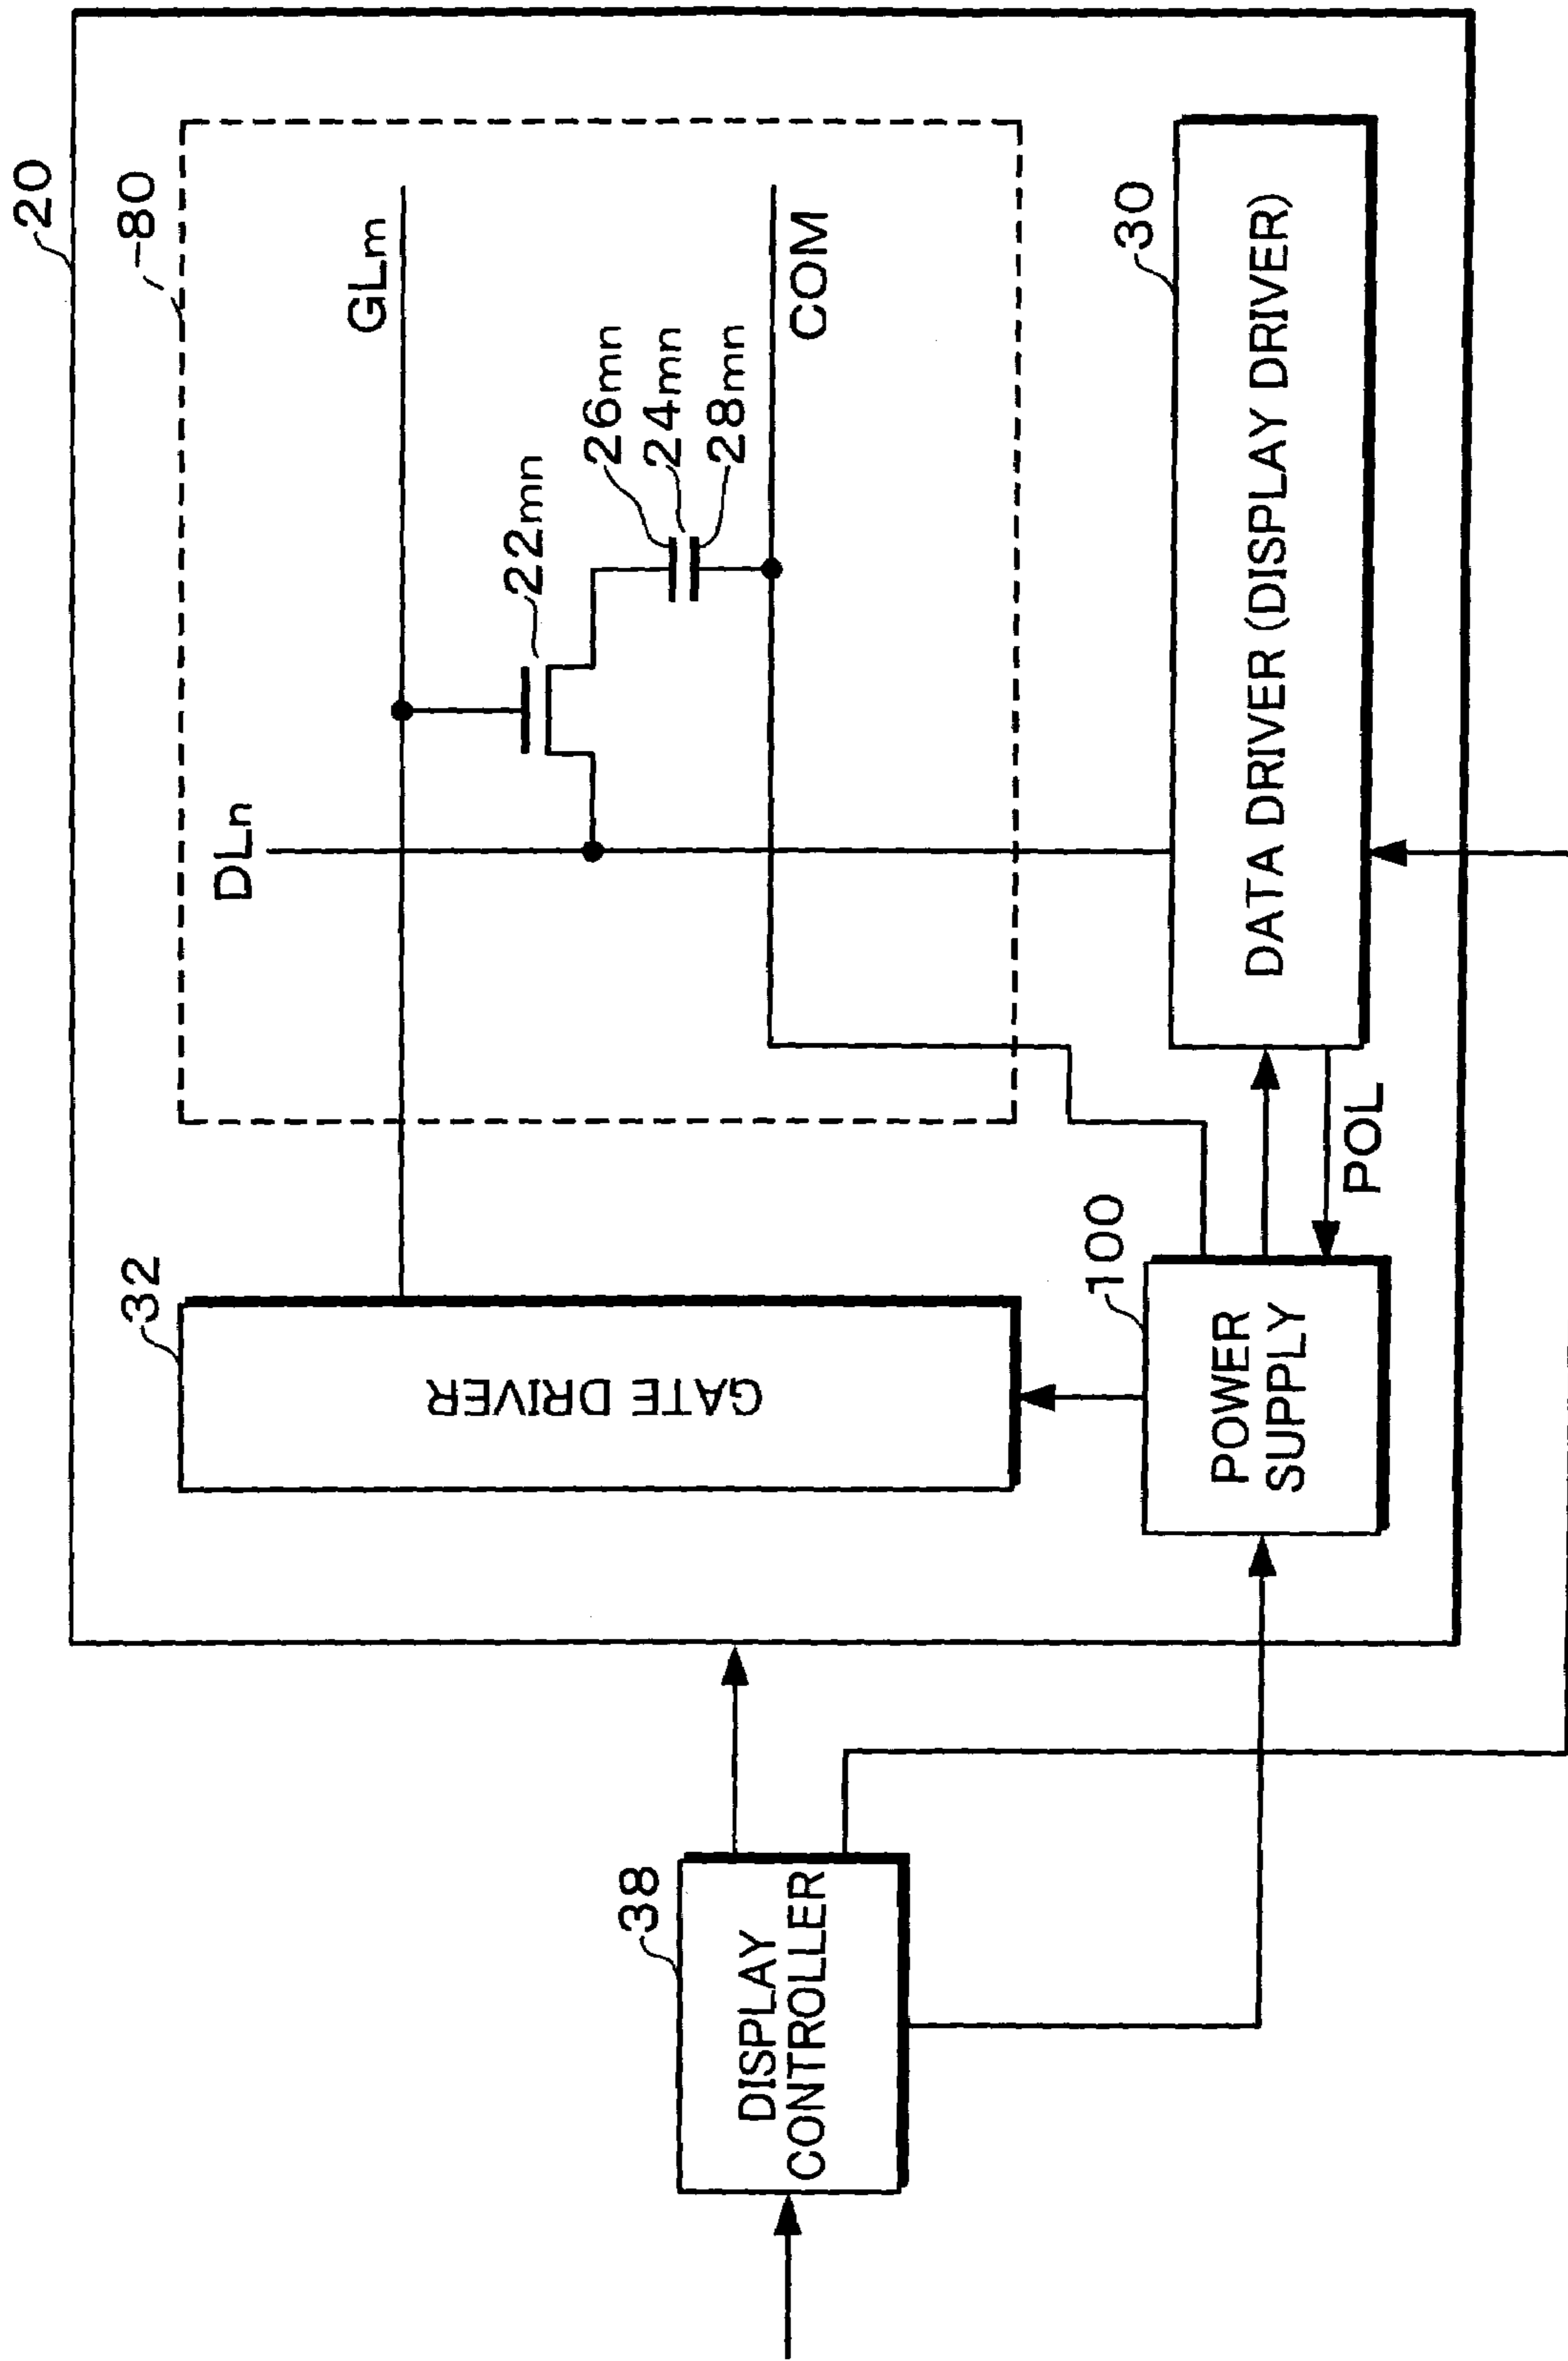 20
80
GLm
DLn
22mn
26mn
24mn
28mn
COM
32
GATE DRIVER
38
DISPLAY
CONTROLLER
100
POWER
SUPPLY
POL
30
DATA DRIVER (DISPLAY DRIVER)